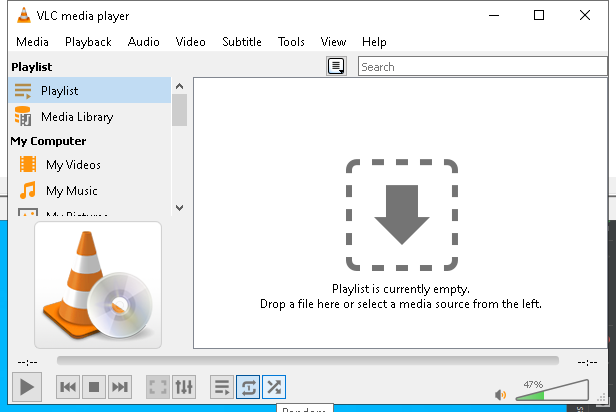 VLC media player
Media Playback Audio Video Subtitle Tools View Help
Playlist
Search
Playlist
Media Library
My Computer
My Videos
My Music
My Pictures
Playlist is currently empty.
Drop a file here or select a media source from the left.
--:--
--:--
47%
Random